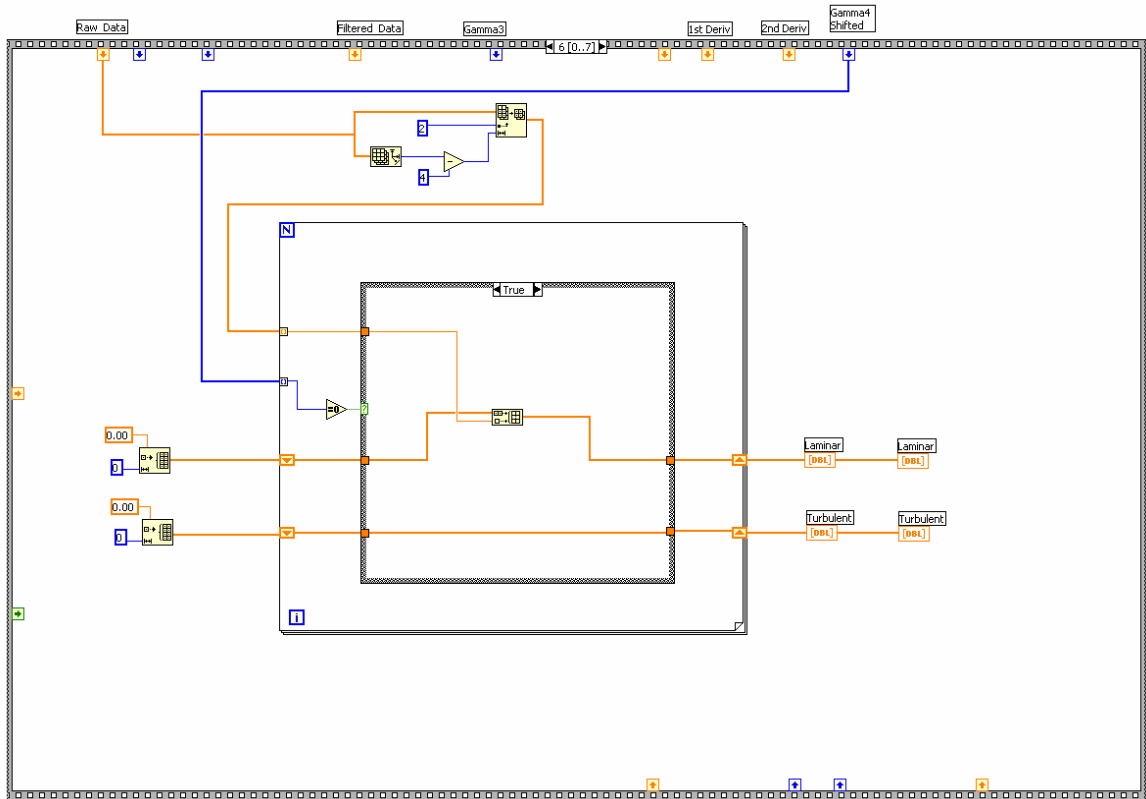 Raw Data
Filtered Data
Gamma3
1st Deriv
2nd Deriv
Gamma4
Shifted
6 [0..7]
2
4
N
True
=0
?
0.00
0
0.00
0
Laminar
[DBL]
Laminar
[DBL]
Turbulent
[DBL]
Turbulent
[DBL]
i